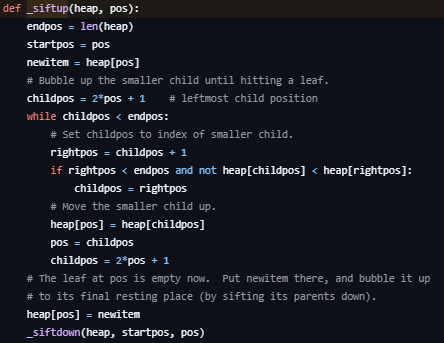 def _siftup(heap, pos):
    endpos = len(heap)
    startpos = pos
    newitem = heap[pos]
    # Bubble up the smaller child until hitting a leaf.
    childpos = 2*pos + 1    # leftmost child position
    while childpos < endpos:
        # Set childpos to index of smaller child.
        rightpos = childpos + 1
        if rightpos < endpos and not heap[childpos] < heap[rightpos]:
            childpos = rightpos
        # Move the smaller child up.
        heap[pos] = heap[childpos]
        pos = childpos
        childpos = 2*pos + 1
    # The leaf at pos is empty now.  Put newitem there, and bubble it up
    # to its final resting place (by sifting its parents down).
    heap[pos] = newitem
    _siftdown(heap, startpos, pos)